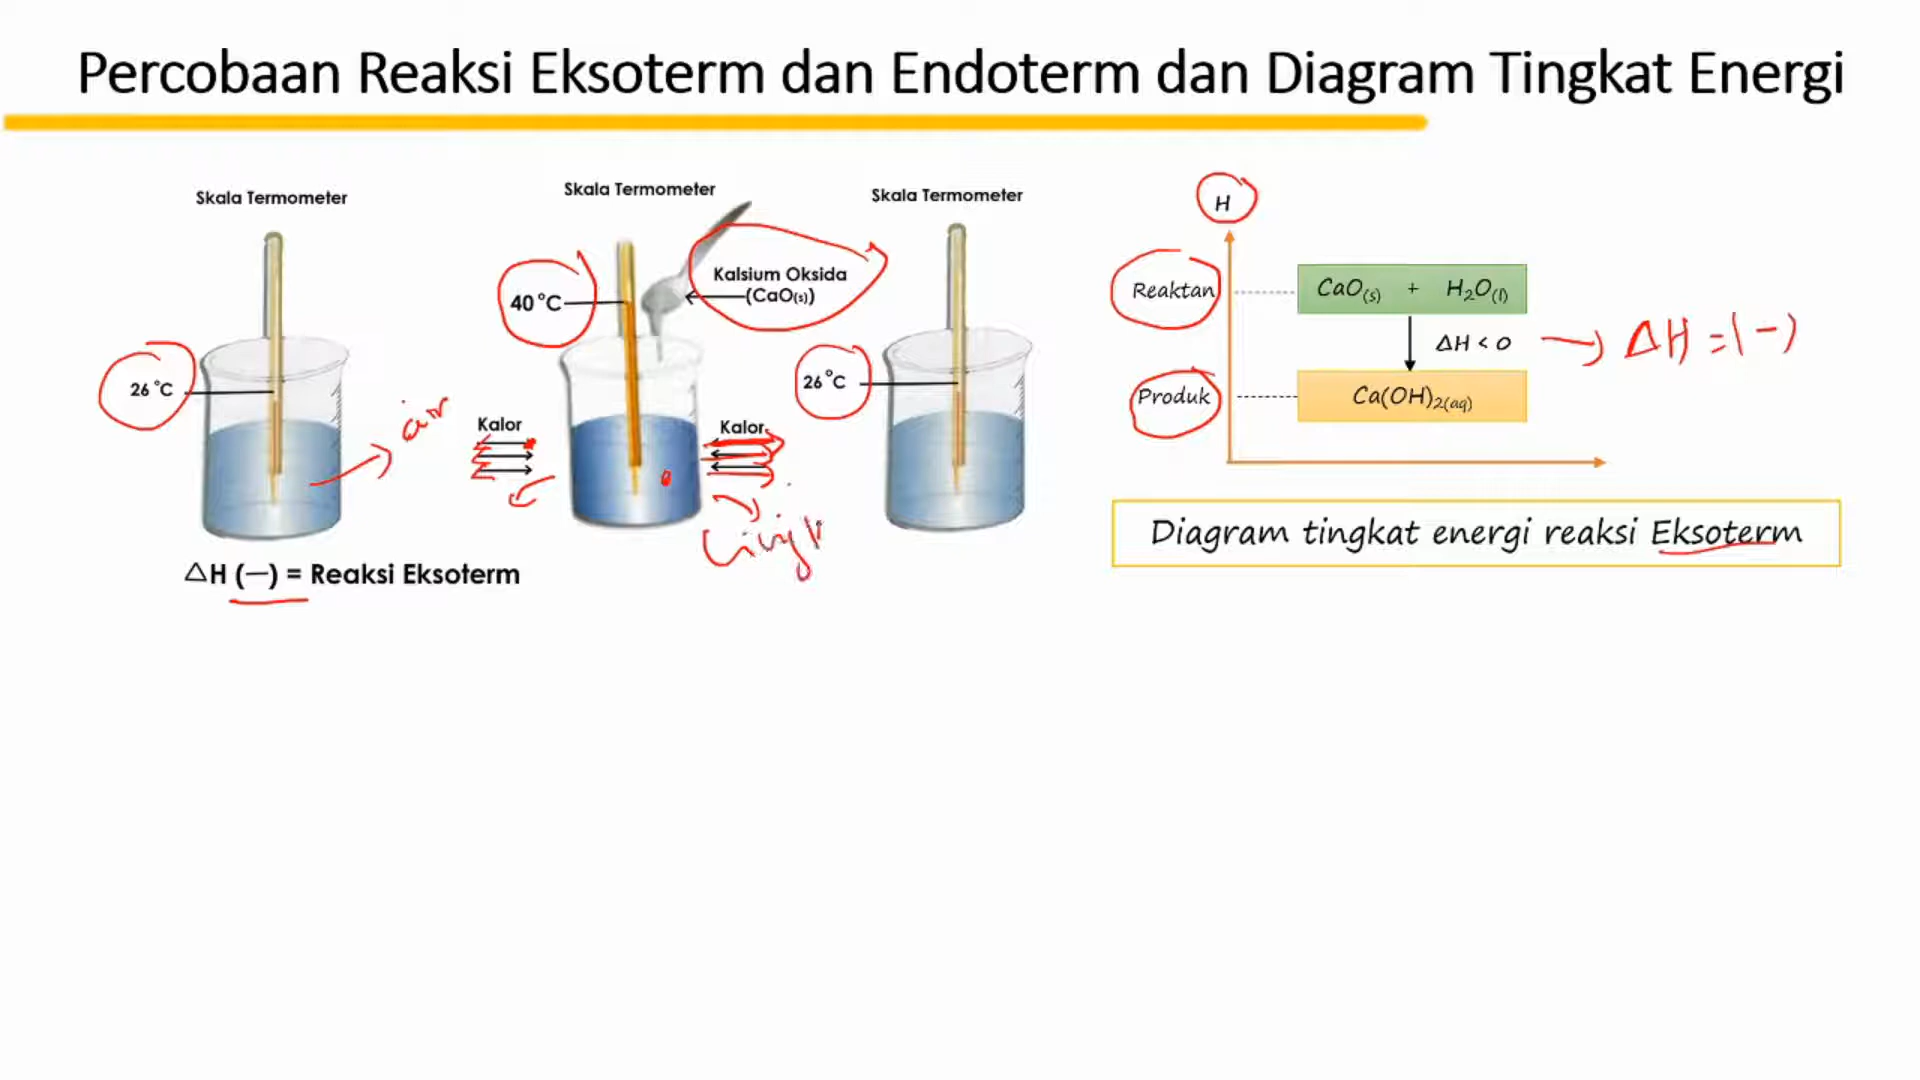 Percobaan Reaksi Eksoterm dan Endoterm dan Diagram Tingkat Energi
Skala Termometer
26 °C
air
△H (—) = Reaksi Eksoterm
Skala Termometer
40 °C
Kalsium Oksida
(CaO(s))
Kalor
Kalor
Skala Termometer
26 °C
H
Reaktan
CaO(s) + H₂O(l)
ΔH < 0
ΔH = (-)
Produk
Ca(OH)₂(aq)
Diagram tingkat energi reaksi Eksoterm